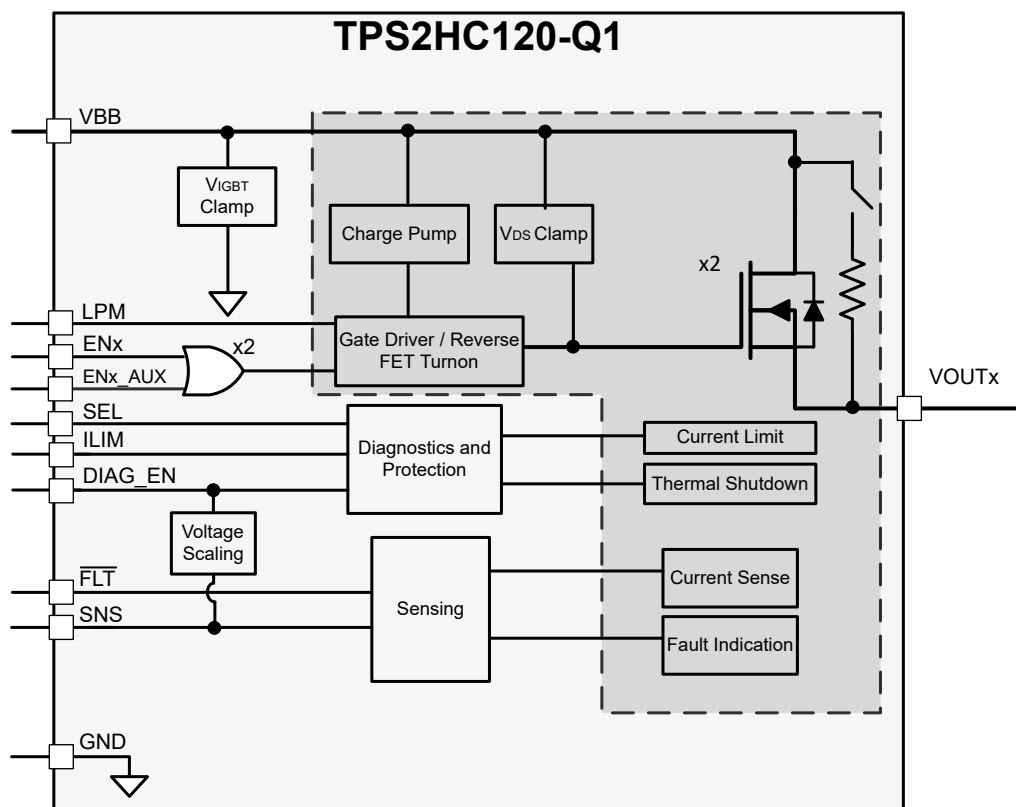 TPS2HC120-Q1
VBB
VIGBT
Clamp
Charge Pump
VDS Clamp
x2
LPM
ENx
x2
ENx_AUX
Gate Driver / Reverse
FET Turnon
VOUTx
SEL
ILIM
DIAG_EN
Diagnostics and
Protection
Current Limit
Thermal Shutdown
Voltage
Scaling
FLT
SNS
Sensing
Current Sense
Fault Indication
GND